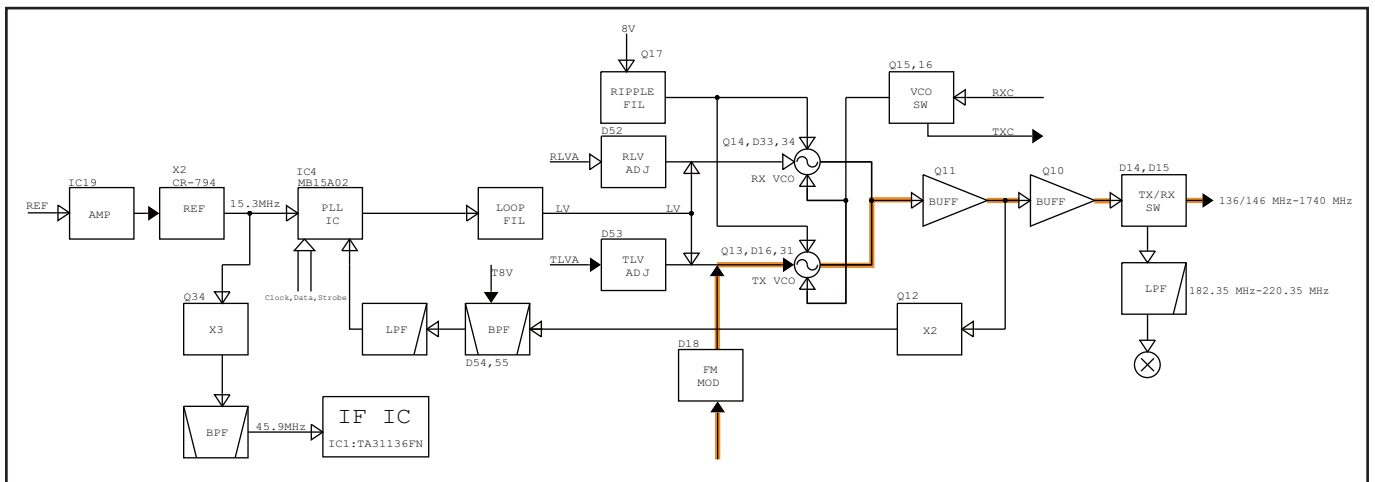 8V
Q17
Q15,16
RIPPLE
FIL
VCO
SW
RXC
TXC
D52
RLVA
RLV
ADJ
Q14,D33,34
RX VCO
X2
CR-794
IC19
IC4
MB15A02
REF
AMP
REF
15.3MHz
PLL
IC
LOOP
FIL
LV
LV
Q11
BUFF
Q10
BUFF
D14,D15
TX/RX
SW
136/146 MHz-1740 MHz
D53
TLVA
TLV
ADJ
Q13,D16,31
TX VCO
T8V
Clock,Data,Strobe
LPF
182.35 MHz-220.35 MHz
Q34
X3
LPF
BPF
D54,55
Q12
X2
D18
FM
MOD
BPF
45.9MHz
IF IC
IC1:TA31136FN